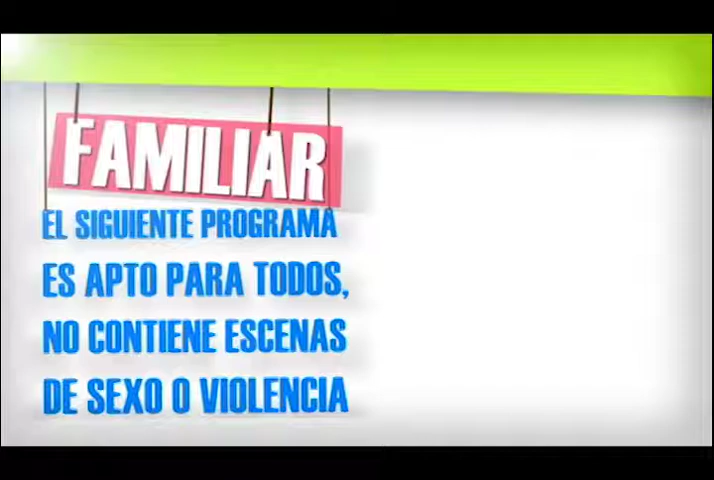 FAMILIAR
EL SIGUIENTE PROGRAMA
ES APTO PARA TODOS,
NO CONTIENE ESCENAS
DE SEXO O VIOLENCIA